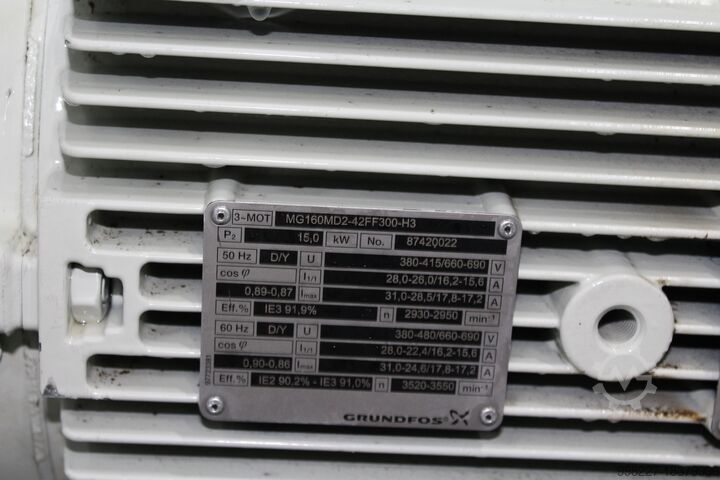 3~MOT MG160MD2-42FF300-H3
P2 15,0 kW No. 87420022
50 Hz D/Y U 380-415/660-690 V
cos φ I1/1 28,0-26,0/16,2-15,6 A
0,89-0,87 Imax 31,0-28,5/17,8-17,2 A
Eff.% IE3 91,9% n 2930-2950 min⁻¹
60 Hz D/Y U 380-480/660-690 V
cos φ I1/1 28,0-22,4/16,2-15,6 A
0,90-0,86 Imax 31,0-24,6/17,8-17,2 A
Eff.% IE2 90,2% - IE3 91,0% n 3520-3550 min⁻¹
GRUNDFOS